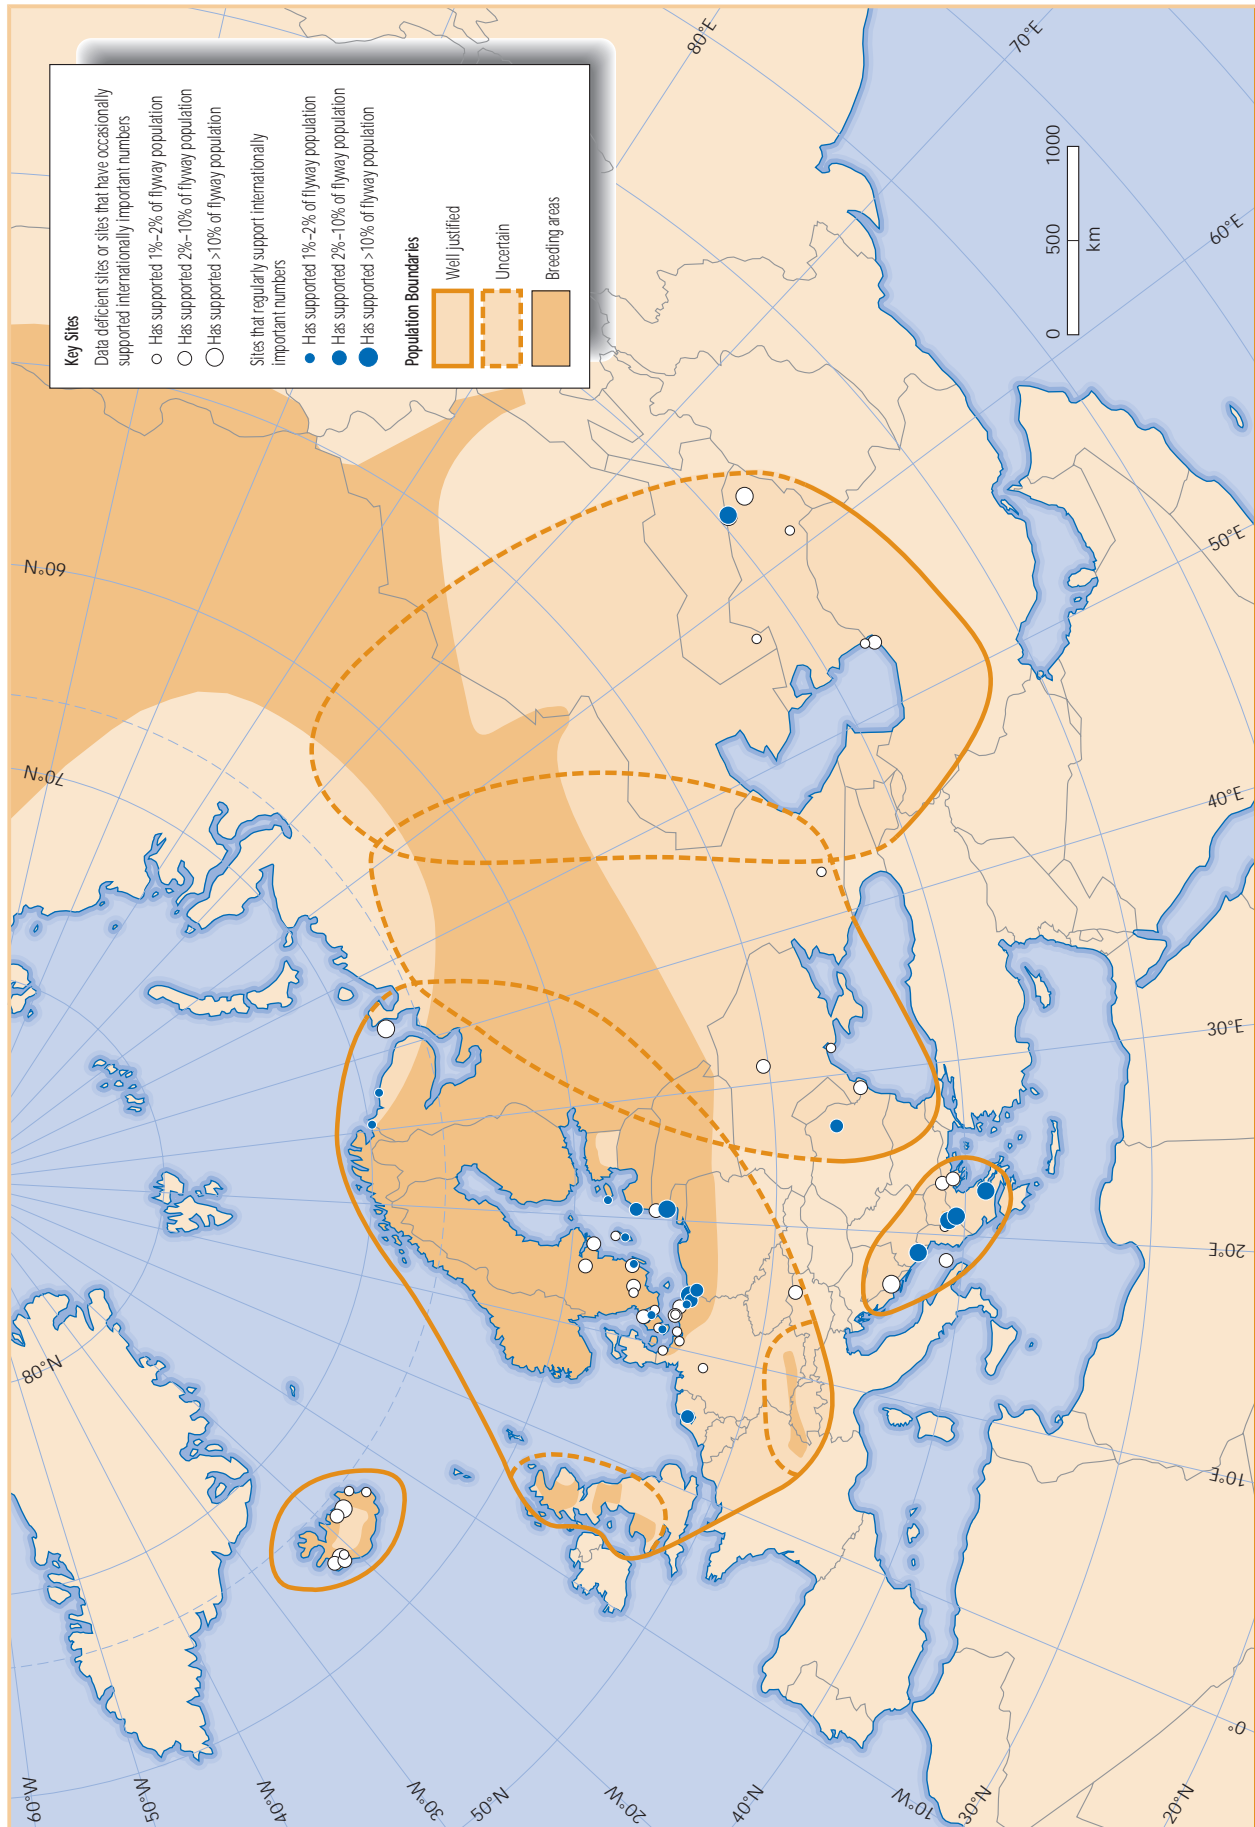 Key Sites
Data deficient sites or sites that have occasionally
supported internationally important numbers
Has supported 1%–2% of flyway population
Has supported 2%–10% of flyway population
Has supported >10% of flyway population
Sites that regularly support internationally
important numbers
Has supported 1%–2% of flyway population
Has supported 2%–10% of flyway population
Has supported >10% of flyway population
Population Boundaries
Well justified
Uncertain
Breeding areas
0 500 1000
km
80°E
70°E
60°E
50°E
40°E
30°E
20°E
10°E
0°
60°N
70°N
80°N
60°W
50°W
40°W
30°W
50°N
20°W
40°N
10°W
30°N
20°N